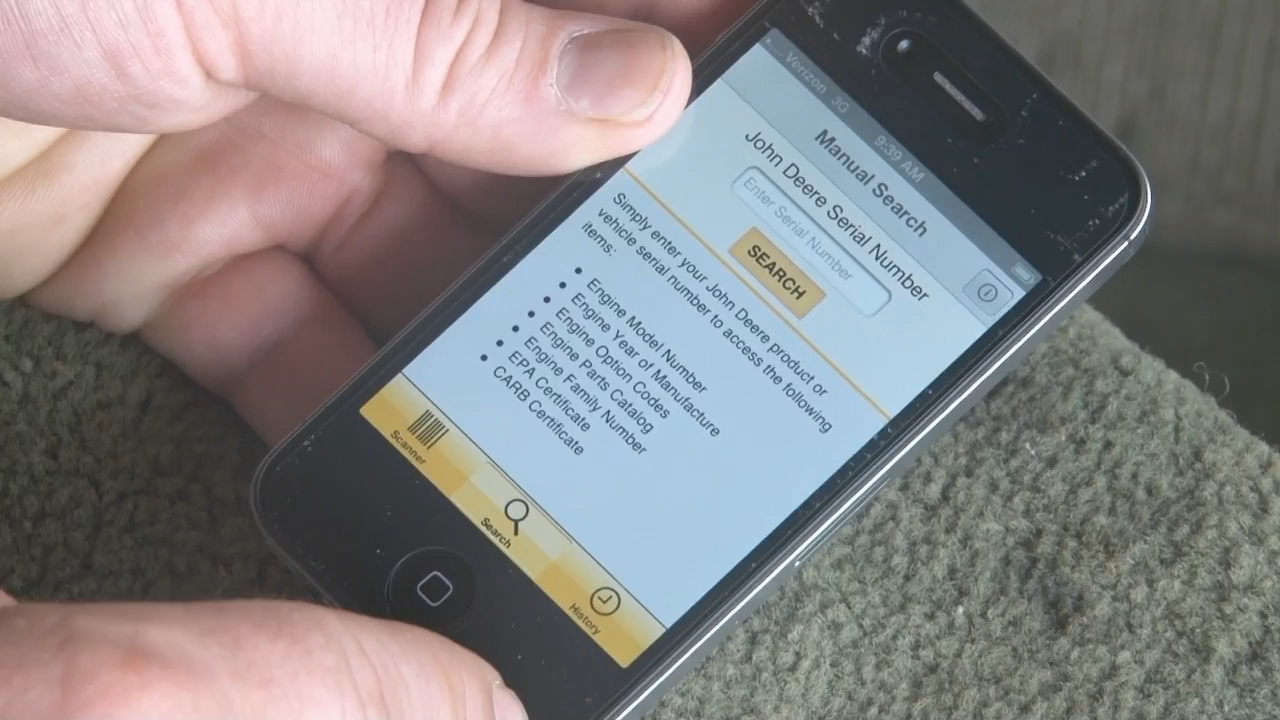 Verizon 3G 9:39 AM
Manual Search
John Deere Serial Number
Enter Serial Number
SEARCH
Simply enter your John Deere product or
vehicle serial number to access the following
items:
• Engine Model Number
• Engine Year of Manufacture
• Engine Option Codes
• Engine Parts Catalog
• Engine Family Number
• EPA Certificate
• CARB Certificate
Scanner
Search
History